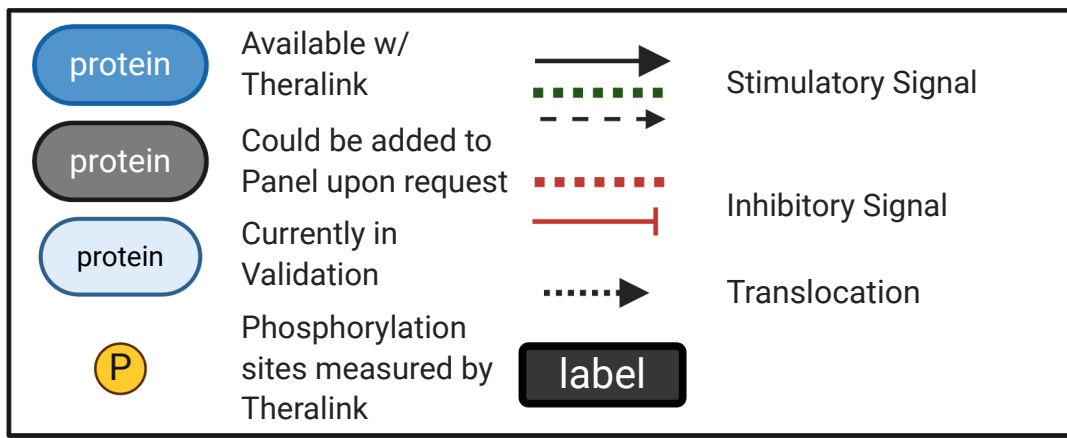 protein
Available w/
Theralink
protein
Could be added to
Panel upon request
protein
Currently in
Validation
P
Phosphorylation
sites measured by
Theralink
Stimulatory Signal
Inhibitory Signal
Translocation
label